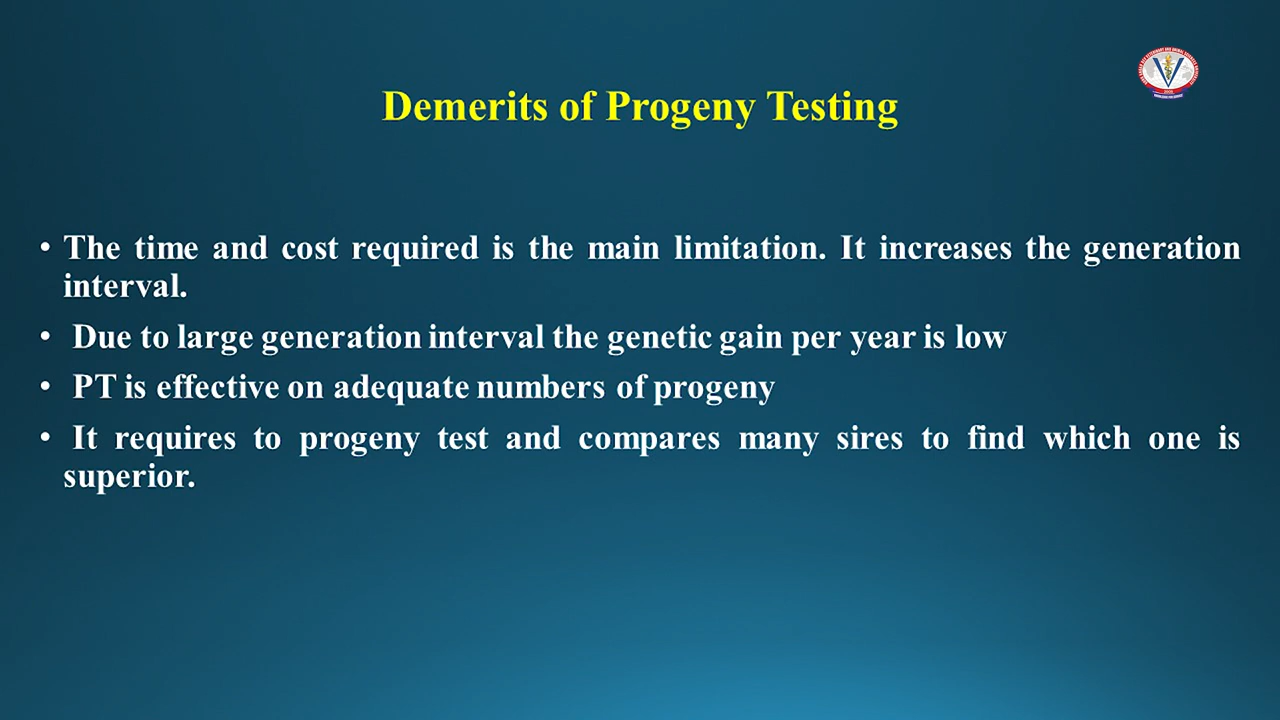 Demerits of Progeny Testing
• The time and cost required is the main limitation. It increases the generation
interval.
• Due to large generation interval the genetic gain per year is low
• PT is effective on adequate numbers of progeny
• It requires to progeny test and compares many sires to find which one is
superior.